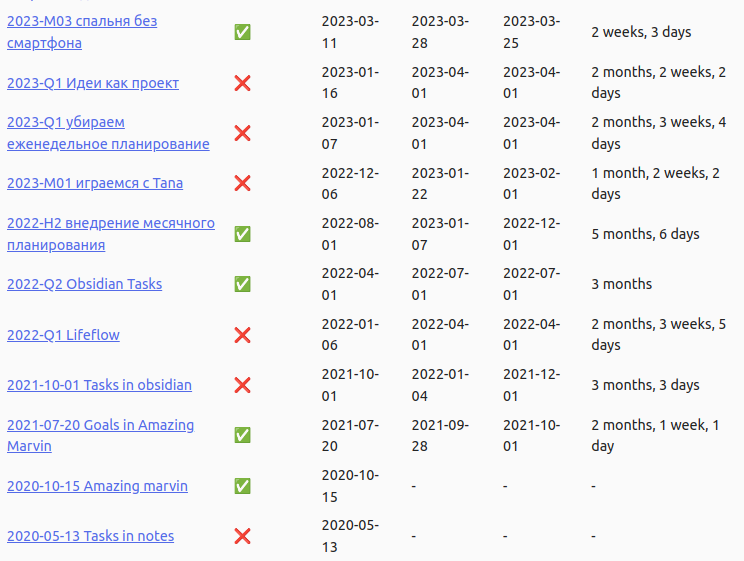 2023-M03 спальня без смартфона ✅ 2023-03-11 2023-03-28 2023-03-25 2 weeks, 3 days
2023-Q1 Идеи как проект ❌ 2023-01-16 2023-04-01 2023-04-01 2 months, 2 weeks, 2 days
2023-Q1 убираем еженедельное планирование ❌ 2023-01-07 2023-04-01 2023-04-01 2 months, 3 weeks, 4 days
2023-M01 играемся с Tana ❌ 2022-12-06 2023-01-22 2023-02-01 1 month, 2 weeks, 2 days
2022-H2 внедрение месячного планирования ✅ 2022-08-01 2023-01-07 2022-12-01 5 months, 6 days
2022-Q2 Obsidian Tasks ✅ 2022-04-01 2022-07-01 2022-07-01 3 months
2022-Q1 Lifeflow ❌ 2022-01-06 2022-04-01 2022-04-01 2 months, 3 weeks, 5 days
2021-10-01 Tasks in obsidian ❌ 2021-10-01 2022-01-04 2021-12-01 3 months, 3 days
2021-07-20 Goals in Amazing Marvin ✅ 2021-07-20 2021-09-28 2021-10-01 2 months, 1 week, 1 day
2020-10-15 Amazing marvin ✅ 2020-10-15 - - -
2020-05-13 Tasks in notes ❌ 2020-05-13 - - -